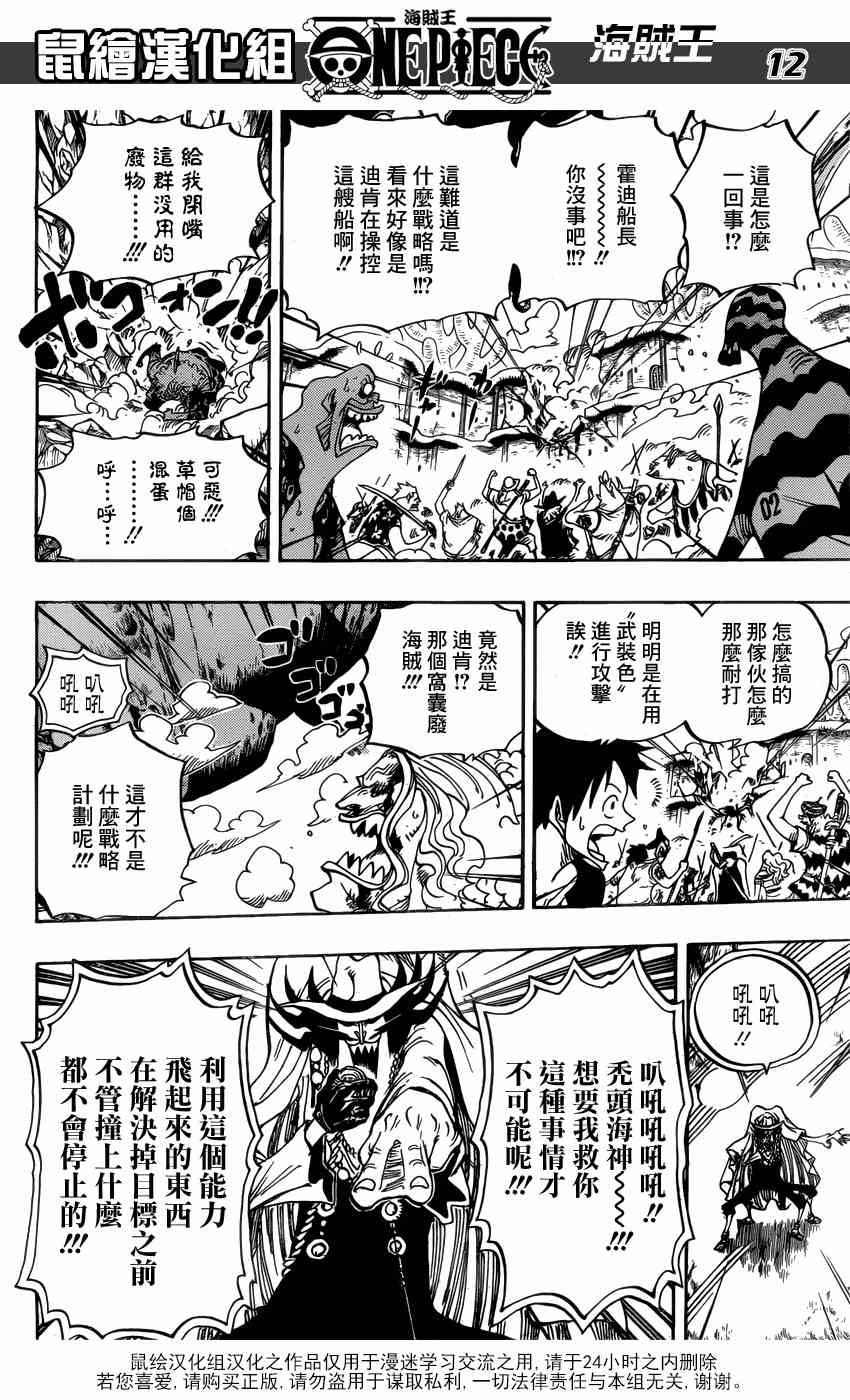 鼠繪漢化組
海賊王
ONE PIECE
海賊王
12
這是怎麼
一回事!?
霍迪船長
~~~~~!!
你沒事吧!!?
這難道是
什麼戰略嗎!!?
看來好像是
迪肯在操控
這艘船啊!!
給我閉嘴
這群没用的
廢物………!!!
ボコォオン!!
可惡!!!
草帽個
混蛋
………!!
呼…呼…
02
怎麼搞的
那傢伙怎麼
那麼耐打
明明是在用
〝武裝色〞
進行攻擊
誒!!
竟然是
迪肯!?
那個窩囊廢
海賊!!!
ゴゴゴ
叭吼
吼吼
這才不是
什麼戰略
計劃呢!!!
叭吼
吼吼
!!
叭吼吼吼吼!!
禿頭海神~~~!!!
想要我救你
這種事情才
不可能呢!!!
利用這個能力
飛起來的東西
在解決掉目標之前
不管撞上什麼
都不會停止的!!!
鼠绘汉化组汉化之作品仅用于漫迷学习交流之用, 请于24小时之内删除
若您喜爱, 请购买正版, 请勿盗用于谋取私利, 一切法律责任与本组无关, 谢谢。